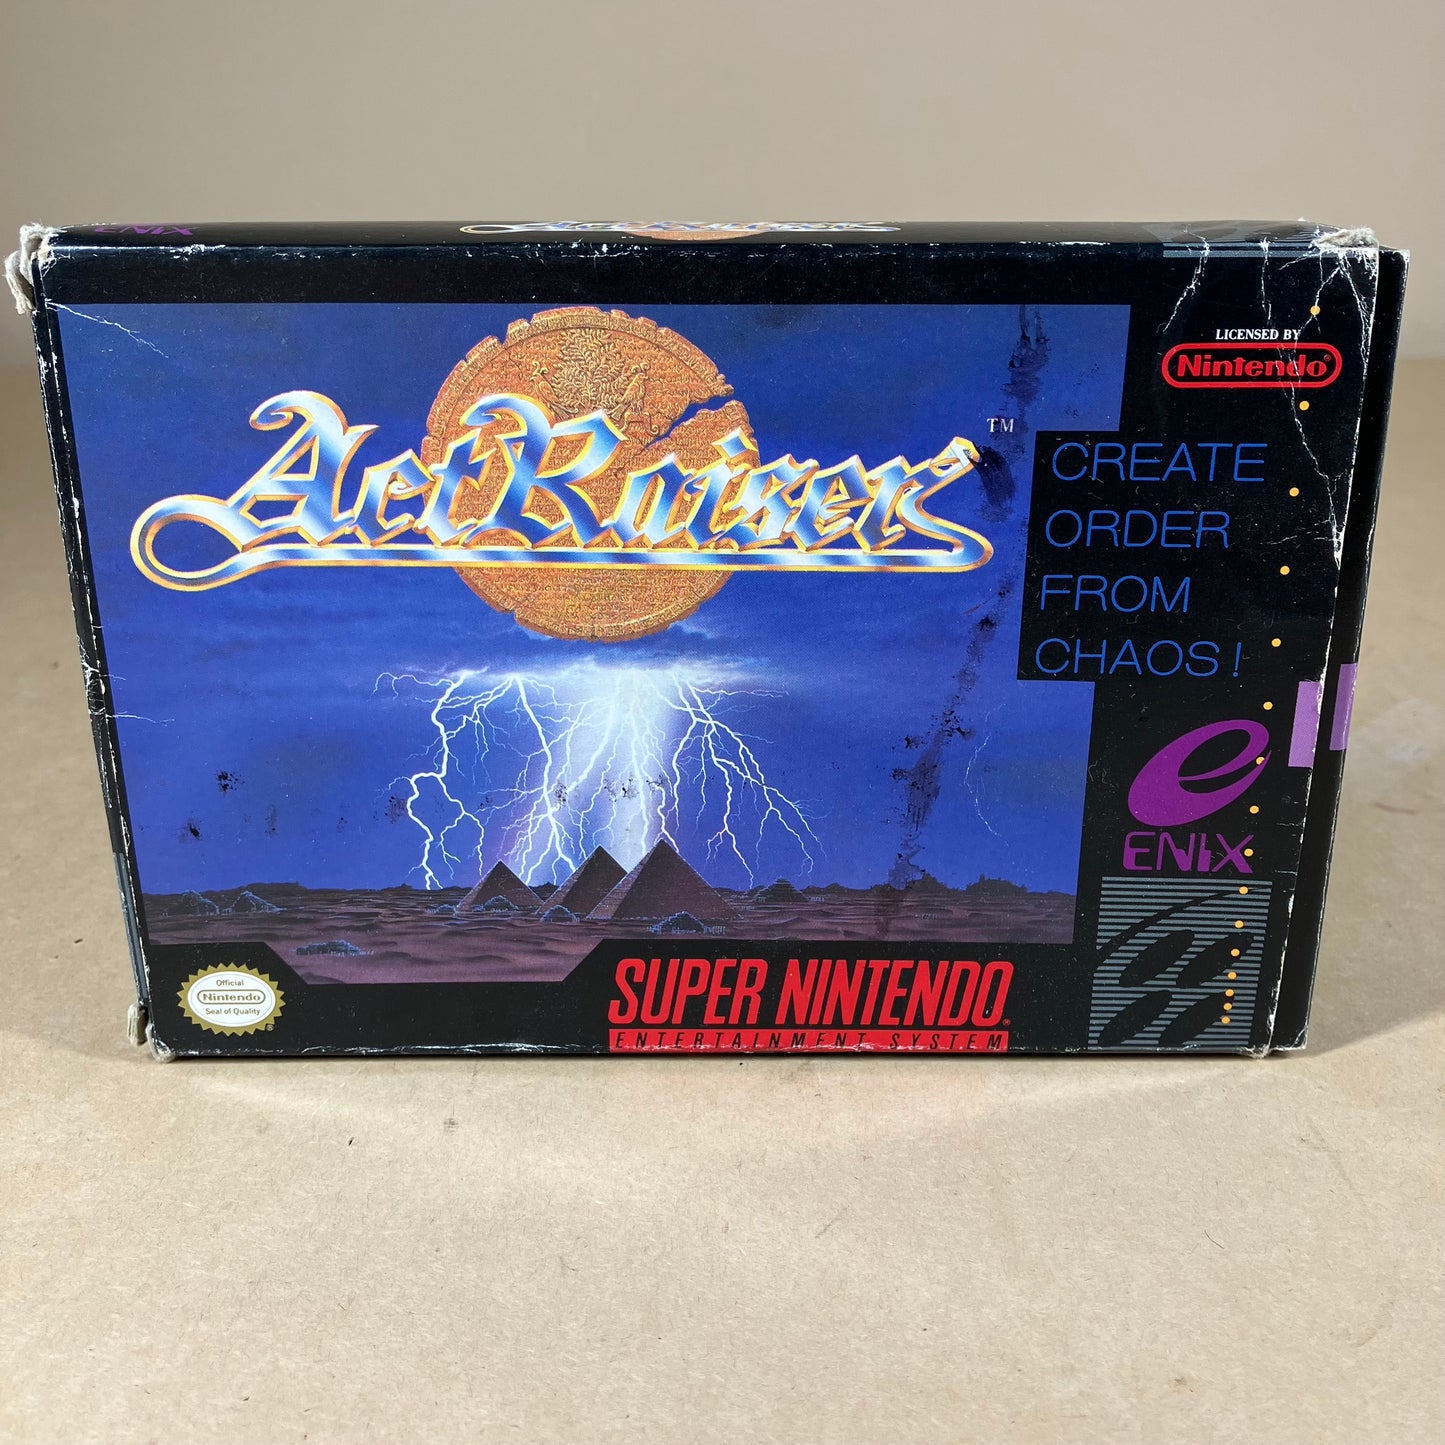 ENIX
ActRaiser
LICENSED BY
Nintendo®
ActRaiser™
CREATE
ORDER
FROM
CHAOS!
e
ENIX
Official
Nintendo
Seal of Quality
®
SUPER NINTENDO®
ENTERTAINMENT SYSTEM